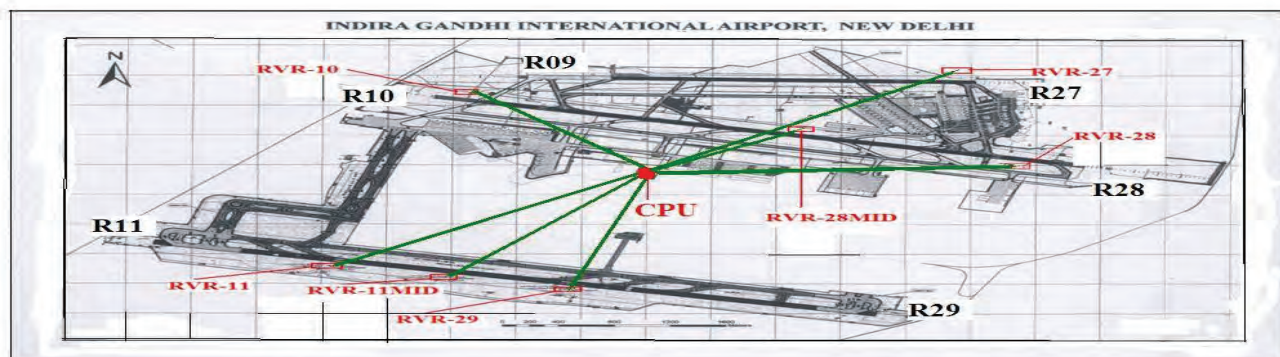 INDIRA GANDHI INTERNATIONAL AIRPORT, NEW DELHI
N
RVR-10
R09
RVR-27
R10
R27
RVR-28
R28
CPU
RVR-28MID
R11
RVR-11
RVR-11MID
RVR-29
R29